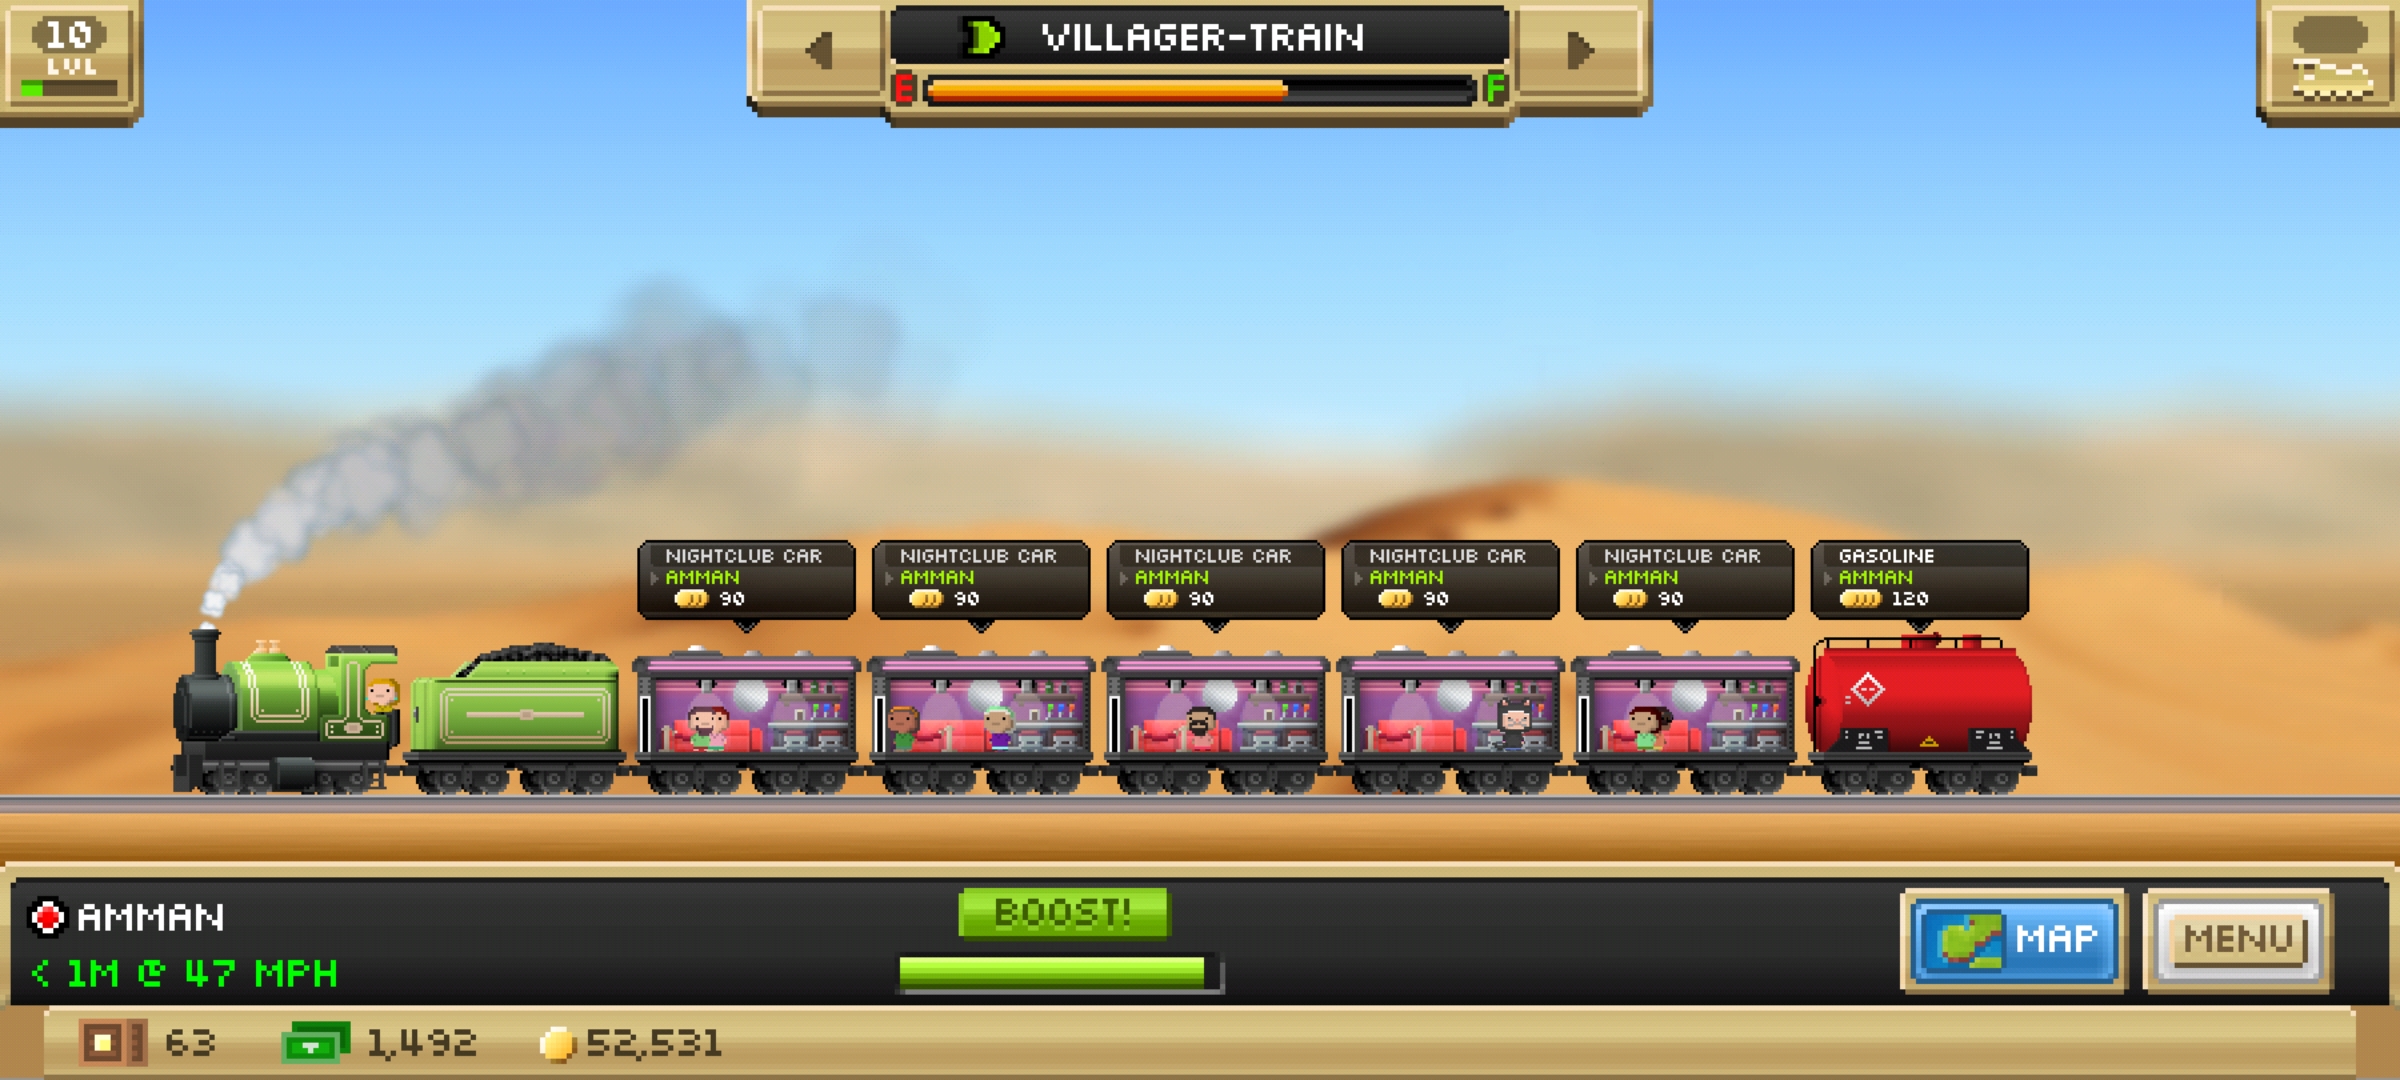 10
LVL
VILLAGER-TRAIN
E F
NIGHTCLUB CAR
AMMAN
90
NIGHTCLUB CAR
AMMAN
90
NIGHTCLUB CAR
AMMAN
90
NIGHTCLUB CAR
AMMAN
90
NIGHTCLUB CAR
AMMAN
90
GASOLINE
AMMAN
120
AMMAN
< 1M @ 47 MPH
BOOST!
MAP
MENU
63 1,492 52,531